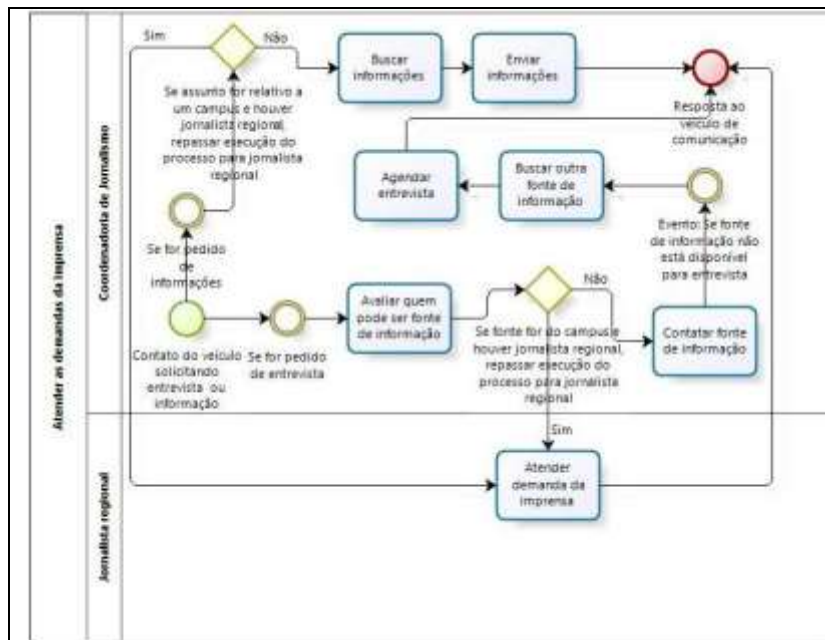 Atender as demandas da Imprensa
Coordenadoria de Jornalismo
Sim
Não
Se assunto for relativo a
um campus e houver
jornalista regional,
repassar execução do
processo para jornalista
regional
Buscar
informações
Enviar
informações
Resposta ao
veículo de
comunicação
Agendar
entrevista
Buscar outra
fonte de
informação
Evento: Se fonte
de informação não
está disponível
para entrevista
Se for pedido
de
informações
Contato do veículo
solicitando
entrevista ou
informação
Se for pedido
de entrevista
Avaliar quem
pode ser fonte
de informação
Não
Se fonte for do campus e
houver jornalista regional,
repassar execução do
processo para jornalista
regional
Contatar fonte
de informação
Sim
Jornalista regional
Atender
demanda da
imprensa